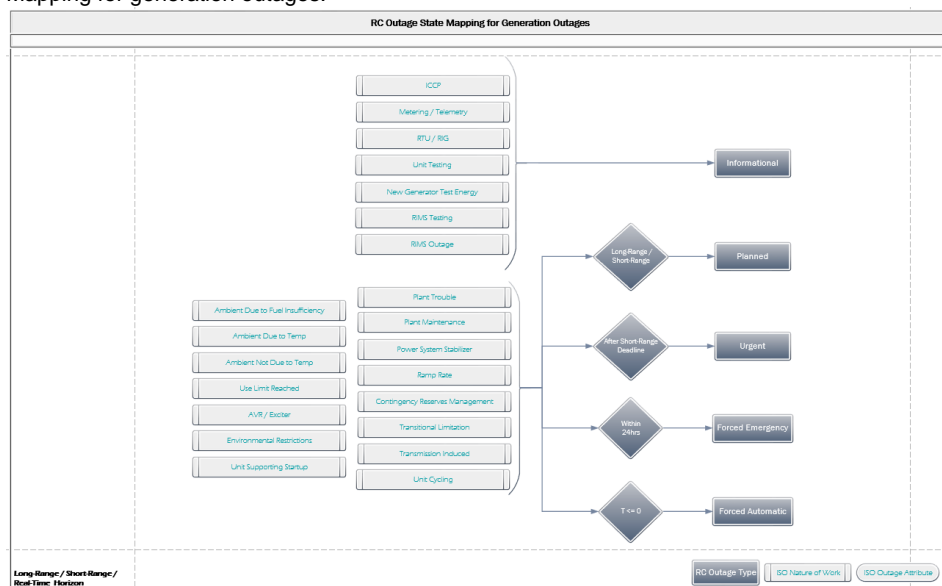 mapping for generation outages.
RC Outage State Mapping for Generation Outages
ICCP
Metering / Telemetry
RTU / RIG
Unit Testing
New Generator Test Energy
RIMS Testing
RIMS Outage
Informational
Long-Range /
Short-Range
Planned
Plant Trouble
Ambient Due to Fuel Insufficiency
Plant Maintenance
Ambient Due to Temp
Power System Stabilizer
After Short-Range
Deadline
Urgent
Ambient Not Due to Temp
Ramp Rate
Use Limit Reached
Contingency Reserves Management
AVR / Exciter
Transitional Limitation
Within
24hrs
Forced Emergency
Environmental Restrictions
Transmission Induced
Unit Supporting Startup
Unit Cycling
T <= 0
Forced Automatic
Long-Range / Short-Range /
Real-Time Horizon
RC Outage Type
ISO Nature of Work
ISO Outage Attribute